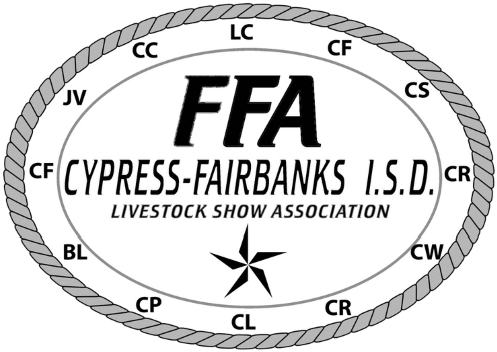 LC
CF
CS
CR
CW
CR
CL
CP
BL
CF
JV
CC
FFA
CYPRESS-FAIRBANKS I.S.D.
LIVESTOCK SHOW ASSOCIATION